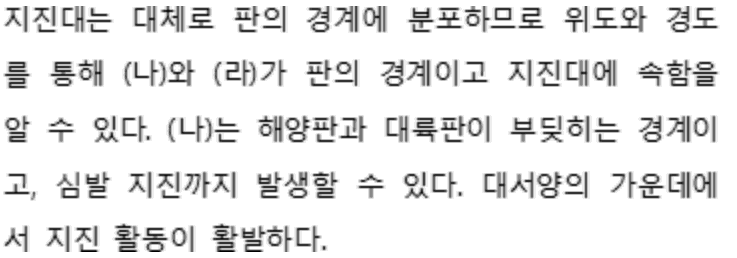 지진대는 대체로 판의 경계에 분포하므로 위도와 경도
를 통해 (나)와 (라)가 판의 경계이고 지진대에 속함을
알 수 있다. (나)는 해양판과 대륙판이 부딪히는 경계이
고, 심발 지진까지 발생할 수 있다. 대서양의 가운데에
서 지진 활동이 활발하다.